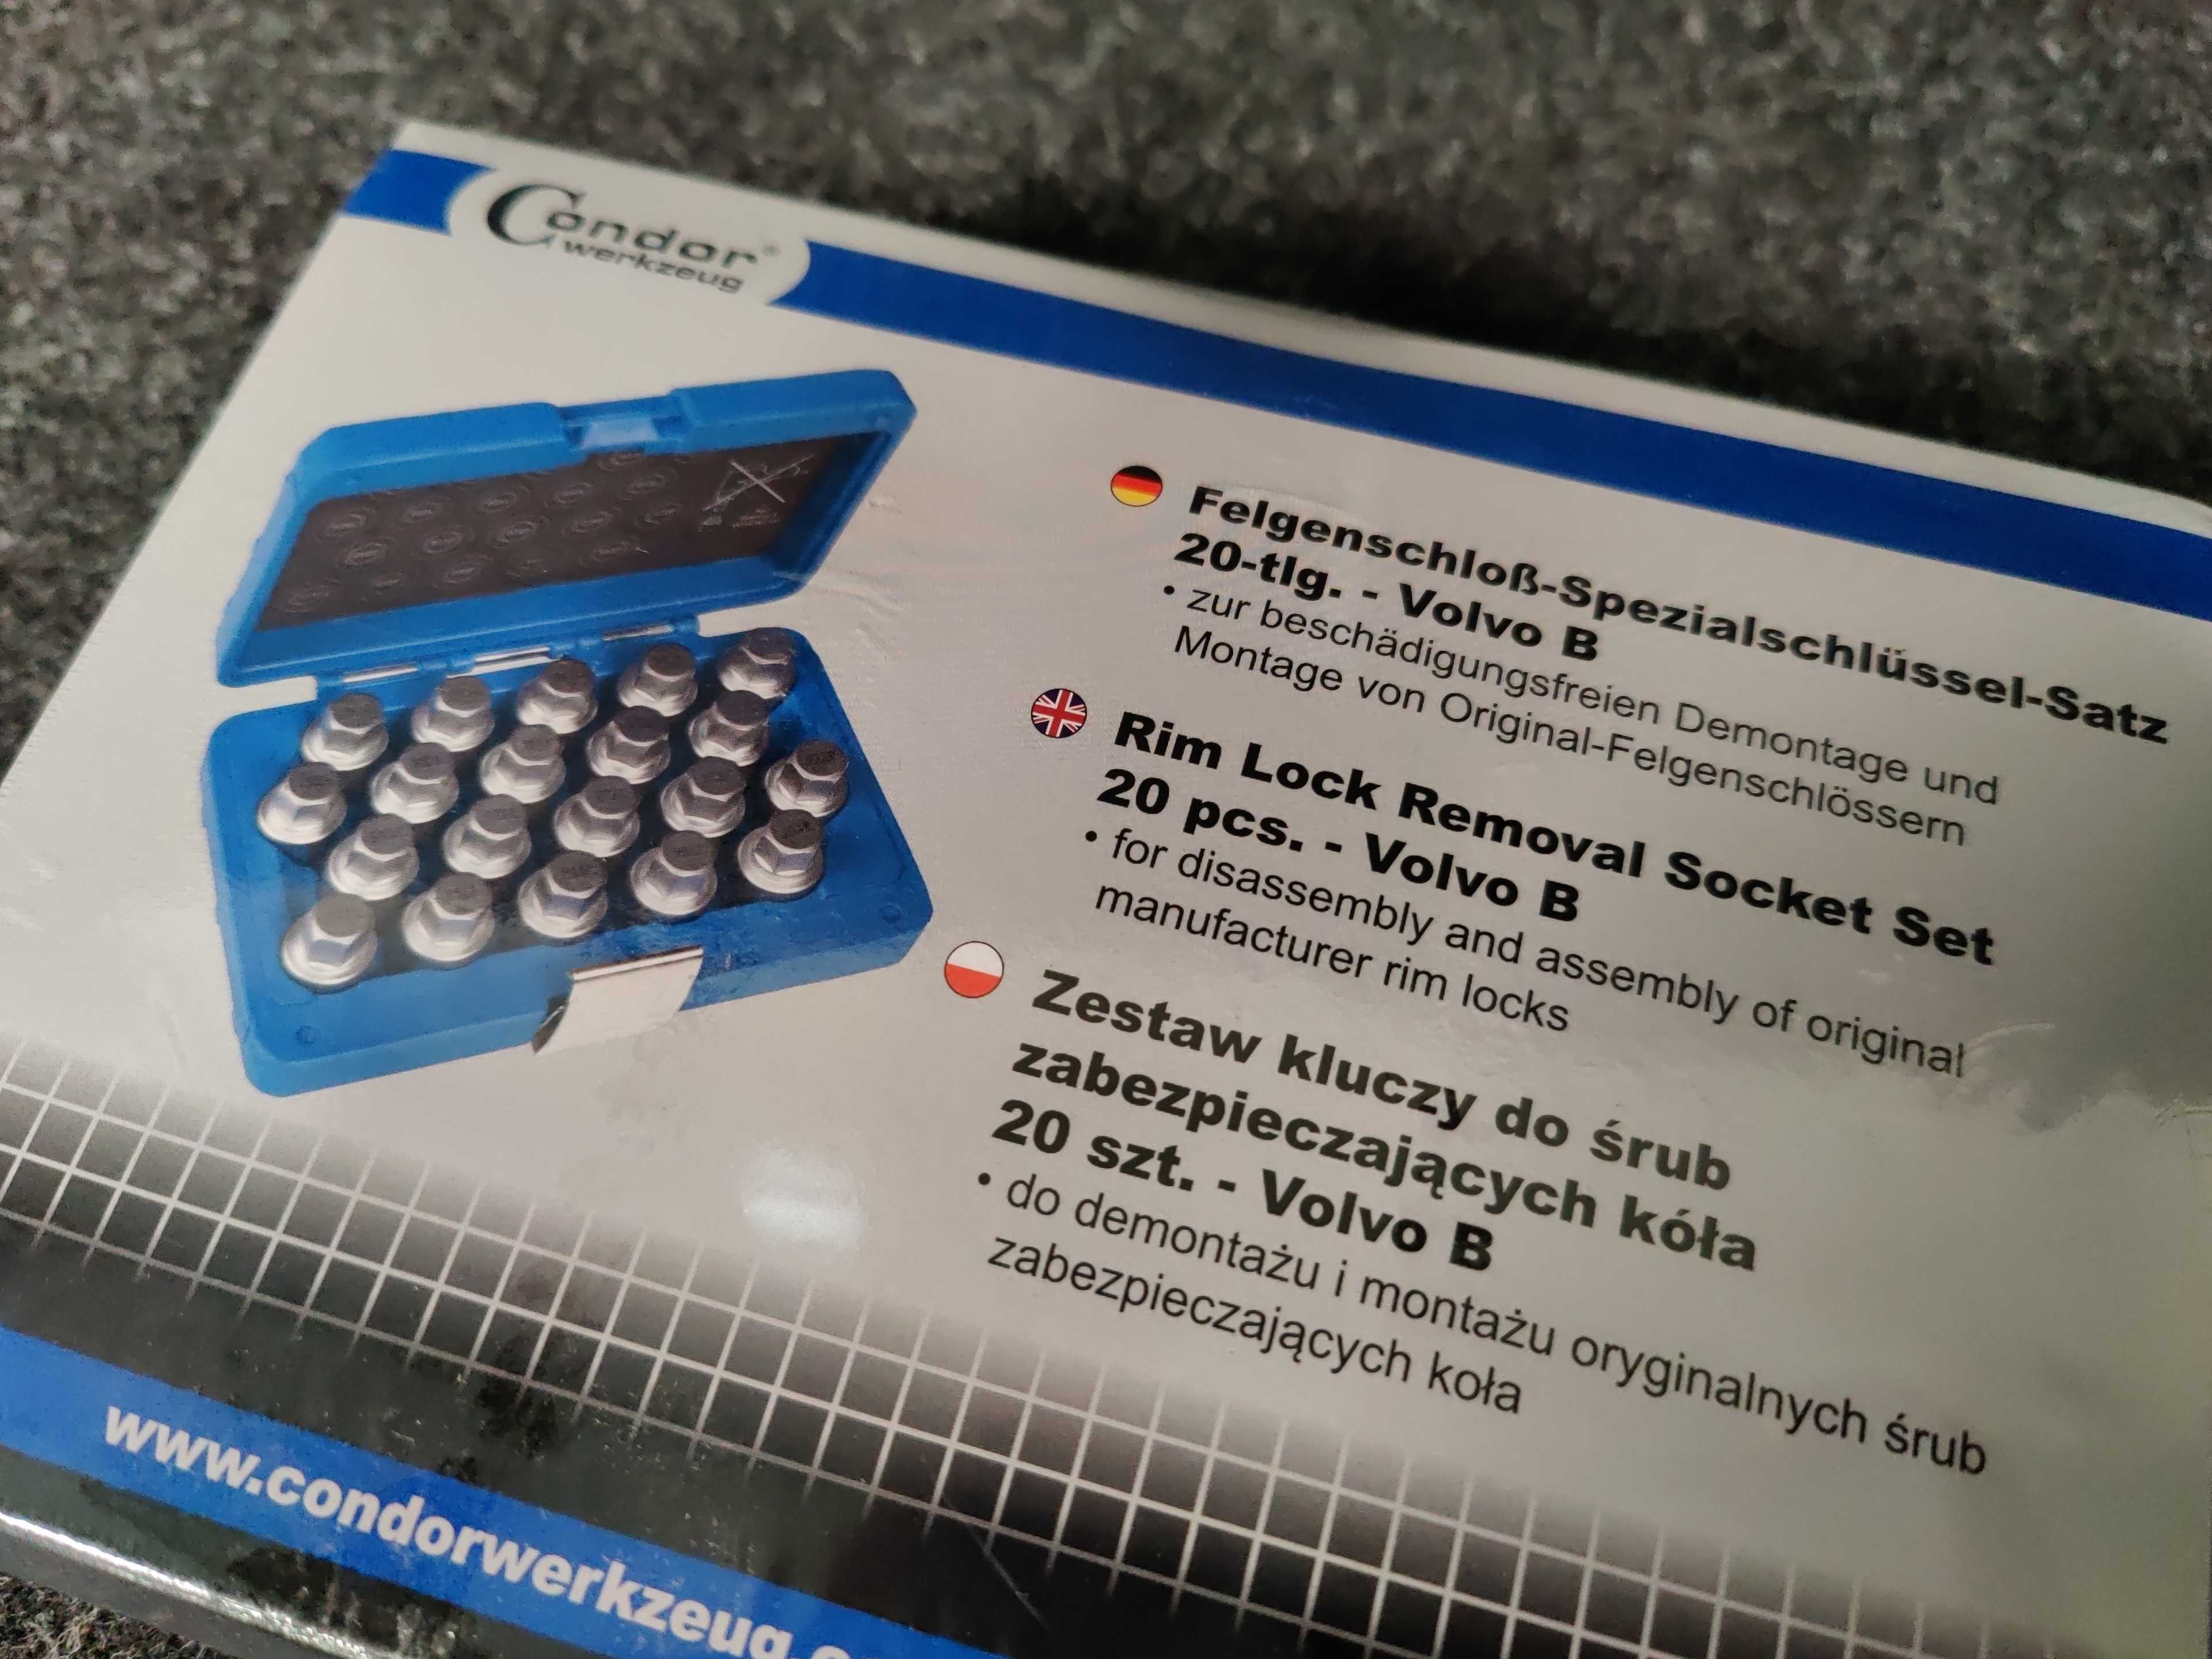 Condor®
werkzeug
Felgenschloß-Spezialschlüssel-Satz
20-tlg. - Volvo B
• zur beschädigungsfreien Demontage und
Montage von Original-Felgenschlössern
Rim Lock Removal Socket Set
20 pcs. - Volvo B
• for disassembly and assembly of original
manufacturer rim locks
Zestaw kluczy do śrub
zabezpieczających kóła
20 szt. - Volvo B
• do demontażu i montażu oryginalnych śrub
zabezpieczających koła
www.condorwerkzeug.